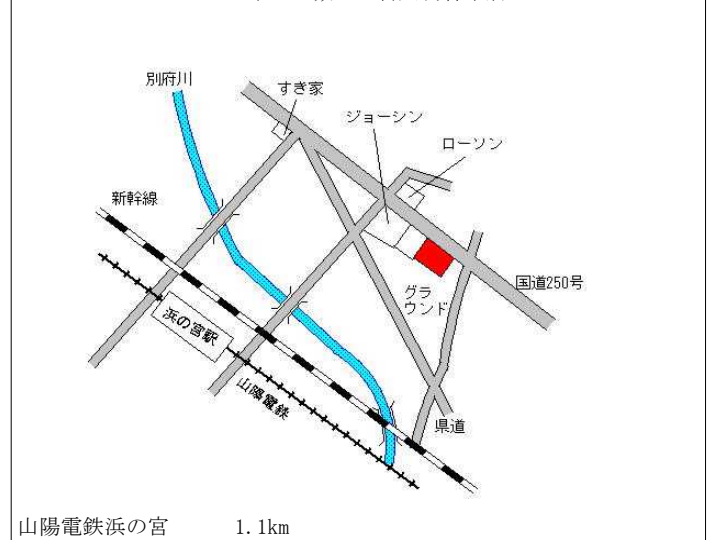 別府川
すき家
ジョーシン
ローソン
新幹線
国道250号
グラ
ウンド
浜の宮駅
山陽電鉄
県道
山陽電鉄浜の宮 1.1km